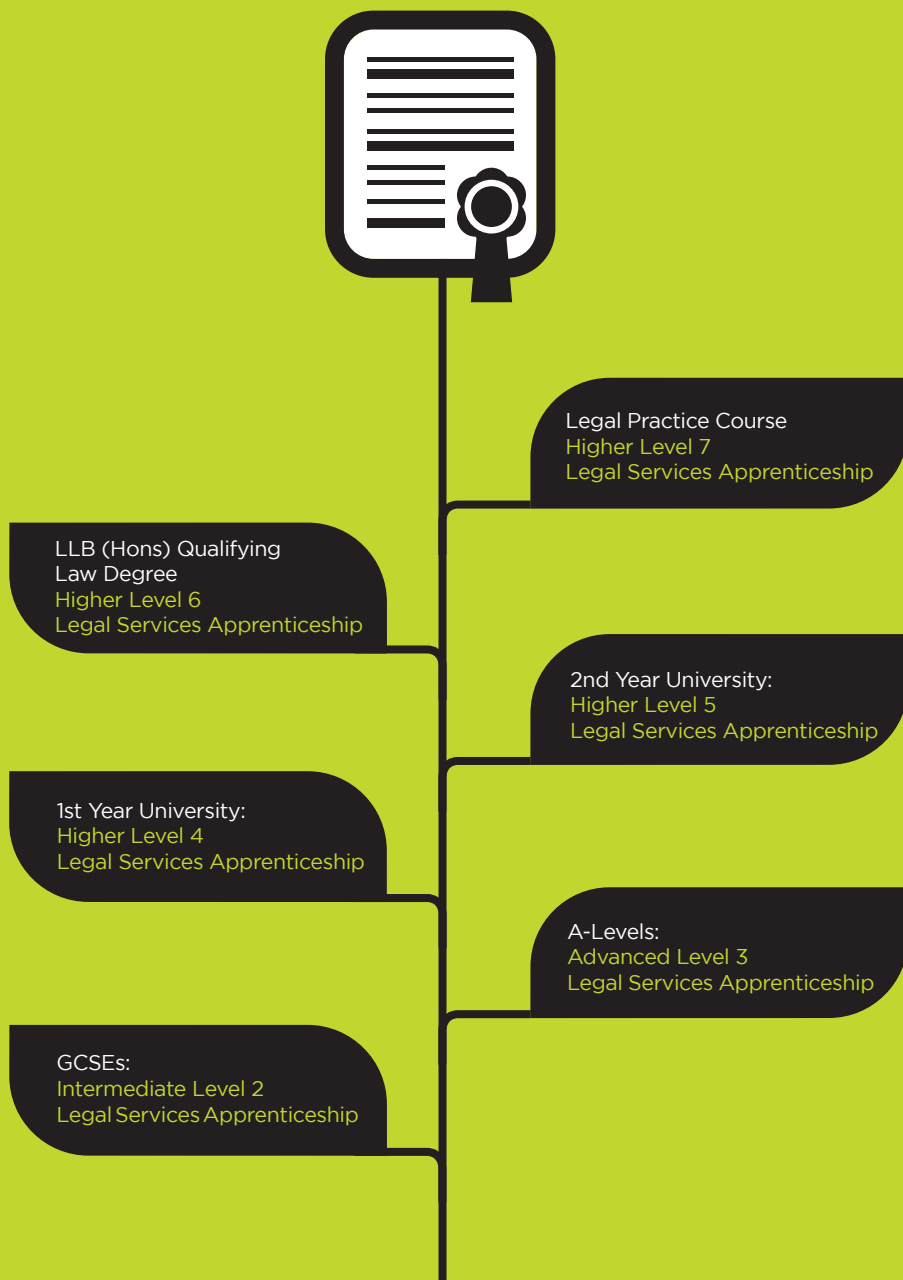 Legal Practice Course
Higher Level 7
Legal Services Apprenticeship
LLB (Hons) Qualifying
Law Degree
Higher Level 6
Legal Services Apprenticeship
2nd Year University:
Higher Level 5
Legal Services Apprenticeship
1st Year University:
Higher Level 4
Legal Services Apprenticeship
A-Levels:
Advanced Level 3
Legal Services Apprenticeship
GCSEs:
Intermediate Level 2
Legal Services Apprenticeship